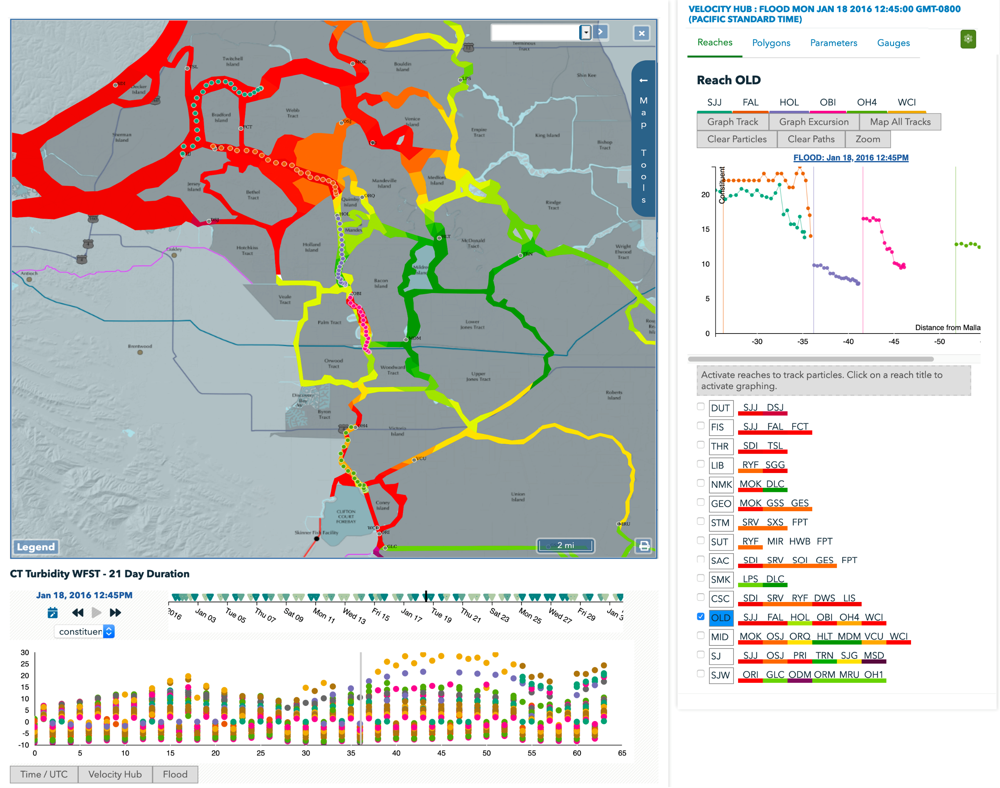 VELOCITY HUB : FLOOD MON JAN 18 2016 12:45:00 GMT-0800
(PACIFIC STANDARD TIME)
Reaches Polygons Parameters Gauges
Reach OLD
SJJ FAL HOL OBI OH4 WCI
Graph Track Graph Excursion Map All Tracks
Clear Particles Clear Paths Zoom
FLOOD: Jan 18, 2016 12:45PM
Constituent
20
15
10
5
0
Distance from Malla
-30 -35 -40 -45 -50
Activate reaches to track particles. Click on a reach title to
activate graphing.
DUT SJJ DSJ
FIS SJJ FAL FCT
THR SDI TSL
LIB RYF SGG
NMK MOK DLC
GEO MOK GSS GES
STM SRV SXS FPT
SUT RYF MIR HWB FPT
SAC SDI SRV SOI GES FPT
SMK LPS DLC
CSC SDI SRV RYF DWS LIS
OLD SJJ FAL HOL OBI OH4 WCI
MID MOK OSJ ORQ HLT MDM VCU WCI
SJ SJJ OSJ PRI TRN SJG MSD
SJW ORI GLC ODM ORM MRU OH1
Map Tools
Terminous
Tract
12
Twitchell
Island
MOK
Bouldin
Island
TSL
Shin Kee
LPS
SDI
Decker
Island
160
Webb
Tract
Bradford
Island
OSJ
Venice
Island
FCT
Empire
Tract
King Island
Sherman
Island
Bishop
Tract
PRI
Jersey
Island
Bethel
Tract
Mandeville
Island
Medford
Island
ORQ
Quimby
Island
Rindge
Tract
HOL
DSJ
160
Mandev
HLT
McDonald
Tract
4
Oakley
Hotchkiss
Tract
Holland
Island
Wright
Elwood
Tract
TRN
4
Antioch
Mildre
Island
Bacon
Island
OBI
Veale
Tract
Palm Tract
Lower
Jones Tract
MDM
Brentwood
Orwood
Tract
Woodward
Tract
Upper
Jones Tract
Discovery
Bay
Roberts
Island
Byron
Tract
OH4
4
Victoria
Island
VCU
Union
Island
Coney
Island
CLIFTON
COURT
FOREBAY
MRU
WCI
ORI
Skinner Fish Facility
GLC
Legend
2 mi
CT Turbidity WFST - 21 Day Duration
Jan 18, 2016 12:45PM
constituen
2016 Jan 03 Tue 05 Thu 07 Sat 09 Mon 11 Wed 13 Fri 15 Jan 17 Tue 19 Thu 21 Sat 23 Mon 25 Wed 27 Fri 29 Jan 3
30
25
20
15
10
5
0
-5
-10
0 5 10 15 20 25 30 35 40 45 50 55 60 65
Time / UTC Velocity Hub Flood